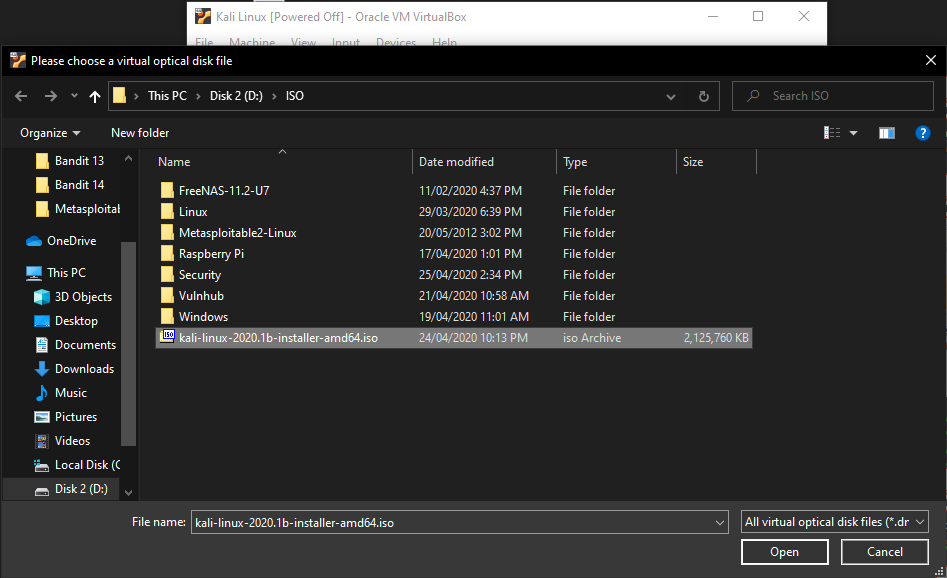 Kali Linux [Powered Off] - Oracle VM VirtualBox
File Machine View Input Devices Help
Please choose a virtual optical disk file
This PC > Disk 2 (D:) > ISO
Search ISO
Organize New folder
Bandit 13
Bandit 14
Metasploitab
OneDrive
This PC
3D Objects
Desktop
Documents
Downloads
Music
Pictures
Videos
Local Disk (C
Disk 2 (D:)
Name Date modified Type Size
FreeNAS-11.2-U7 11/02/2020 4:37 PM File folder
Linux 29/03/2020 6:39 PM File folder
Metasploitable2-Linux 20/05/2012 3:02 PM File folder
Raspberry Pi 17/04/2020 1:01 PM File folder
Security 25/04/2020 2:34 PM File folder
Vulnhub 21/04/2020 10:58 AM File folder
Windows 19/04/2020 11:01 AM File folder
ISO kali-linux-2020.1b-installer-amd64.iso 24/04/2020 10:13 PM iso Archive 2,125,760 KB
File name: kali-linux-2020.1b-installer-amd64.iso All virtual optical disk files (*.dr
Open Cancel